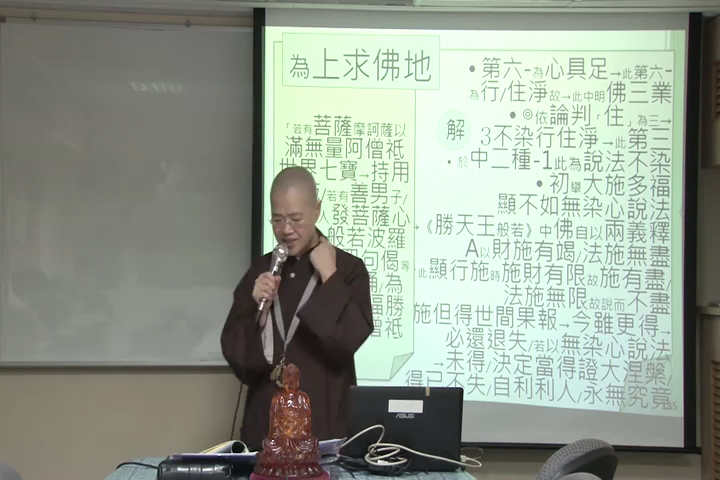 為上求佛地
「若有菩薩摩訶薩以
滿無量阿僧祇
世界七寶→持用
/若有善男子/
人發菩薩心
般若波羅
四句偈等
誦/為
福勝
僧祇
•第六-為心具足→此第六-
為行/住淨故→此中明佛三業
•◎依論判「住」為三→
解
3不染行住淨→此第三
•於中二種-1此為說法不染
•初舉大施多福
顯不如無染心說法
→《勝天王般若》中佛自以兩義釋
A以財施有竭/法施無盡
此顯行施時施財有限故施有盡/
法施無限故說而不盡
施但得世間果報→今雖更得→
必還退失/若以無染心說法
→未得/決定當得證大涅槃/
得已不失/自利利人/永無究竟
ASUS